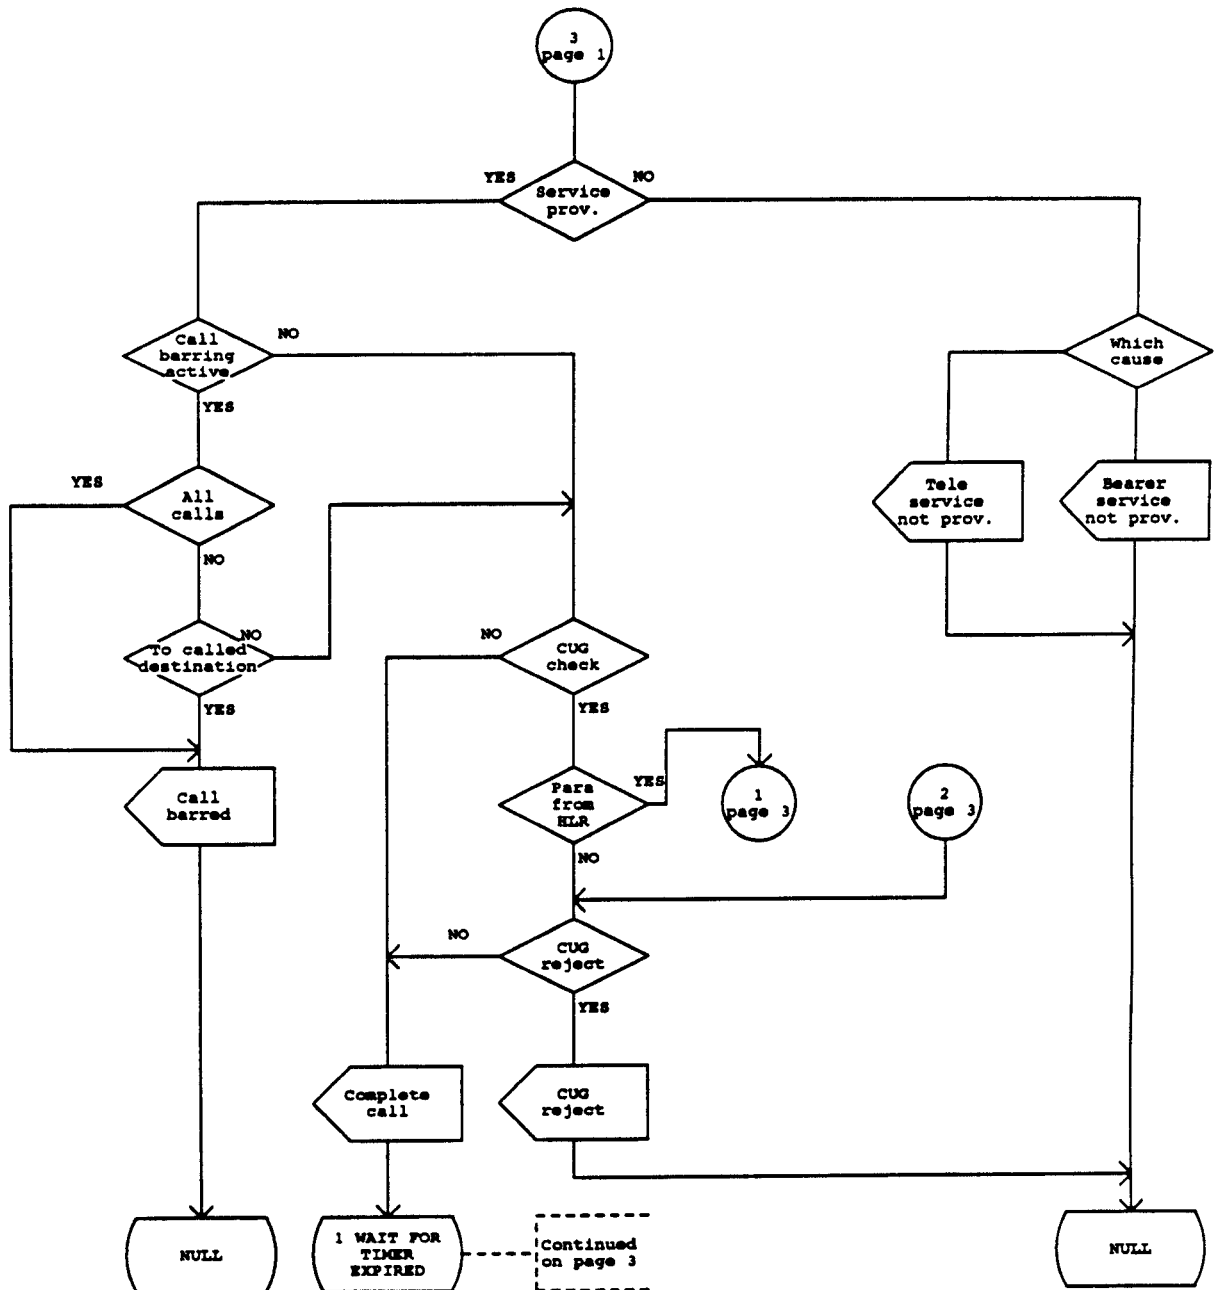 3
page 1
YES
Service
prov.
NO
Call
barring
active
NO
YES
Which
cause
YES
All
calls
NO
Tele
service
not prov.
Bearer
service
not prov.
To called
destination
NO
YES
NO
CUG
check
YES
Call
barred
Para
from
HLR
YES
NO
1
page 3
2
page 3
NO
CUG
reject
YES
Complete
call
CUG
reject
NULL
1 WAIT FOR
TIMER
EXPIRED
Continued
on page 3
NULL